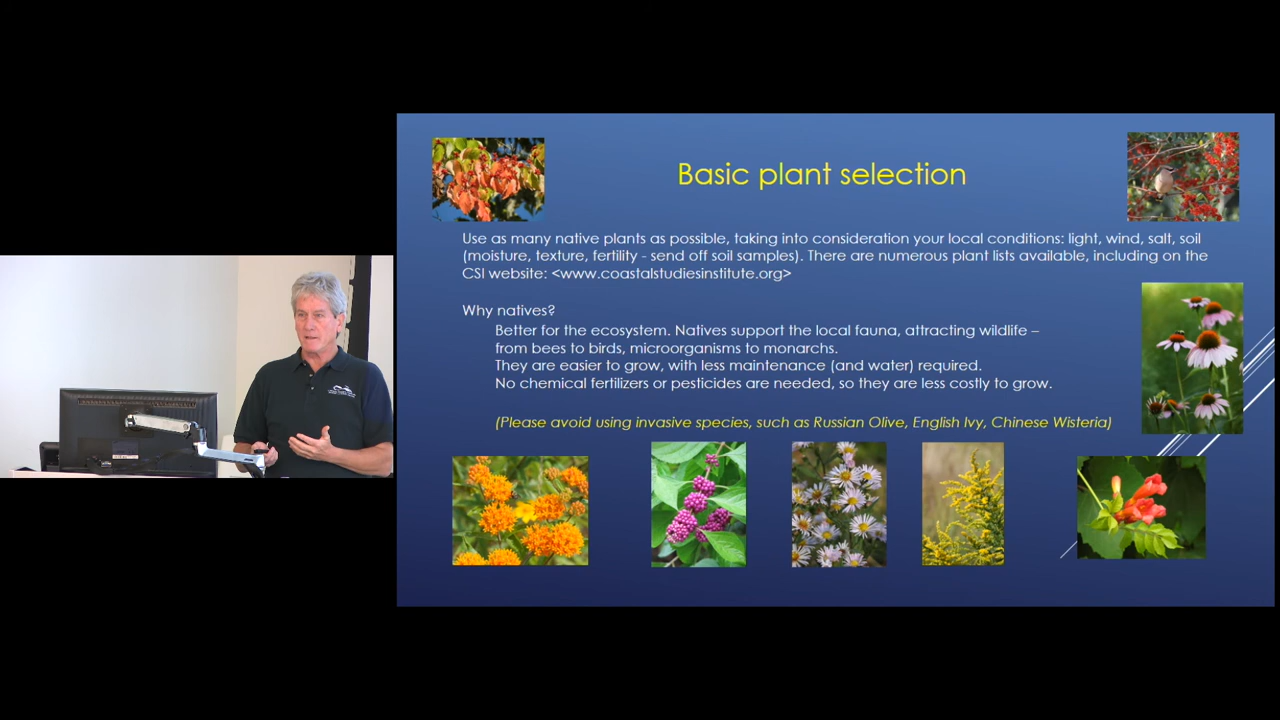 Basic plant selection
Use as many native plants as possible, taking into consideration your local conditions: light, wind, salt, soil
(moisture, texture, fertility - send off soil samples). There are numerous plant lists available, including on the
CSI website: <www.coastalstudiesinstitute.org>
Why natives?
Better for the ecosystem. Natives support the local fauna, attracting wildlife –
from bees to birds, microorganisms to monarchs.
They are easier to grow, with less maintenance (and water) required.
No chemical fertilizers or pesticides are needed, so they are less costly to grow.
(Please avoid using invasive species, such as Russian Olive, English Ivy, Chinese Wisteria)